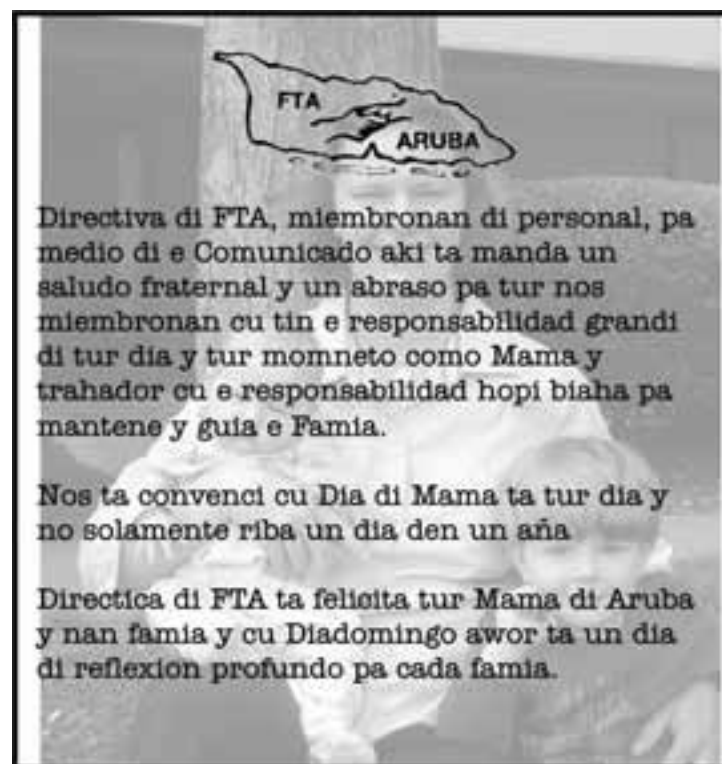 FTA
ARUBA
Directiva di FTA, miembronan di personal, pa
medio di e Comunicado aki ta manda un
saludo fraternal y un abraso pa tur nos
miembronan cu tin e responsabilidad grandi
di tur dia y tur momneto como Mama y
trahador cu e responsabilidad hopi biaha pa
mantene y guia e Famia.
Nos ta convenci cu Dia di Mama ta tur dia y
no solamente riba un dia den un aña
Directica di FTA ta felicita tur Mama di Aruba
y nan famia y cu Diadomingo awor ta un dia
di reflexion profundo pa cada famia.